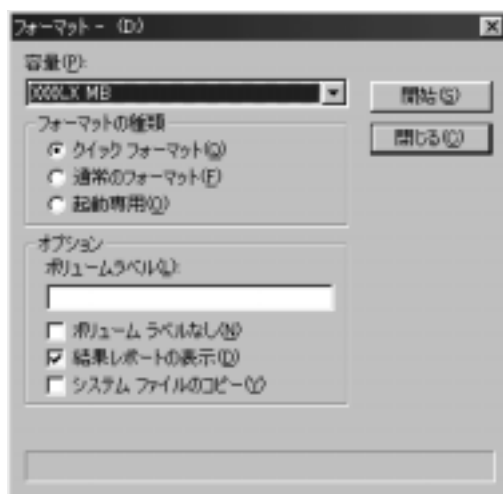 フォーマット - (D:)
容量(P):
開始(S)
閉じる(C)
フォーマットの種類
クイック フォーマット(Q)
通常のフォーマット(F)
起動専用(O)
オプション
ボリュームラベル(L):
ボリューム ラベルなし(N)
結果レポートの表示(D)
システム ファイルのコピー(Y)